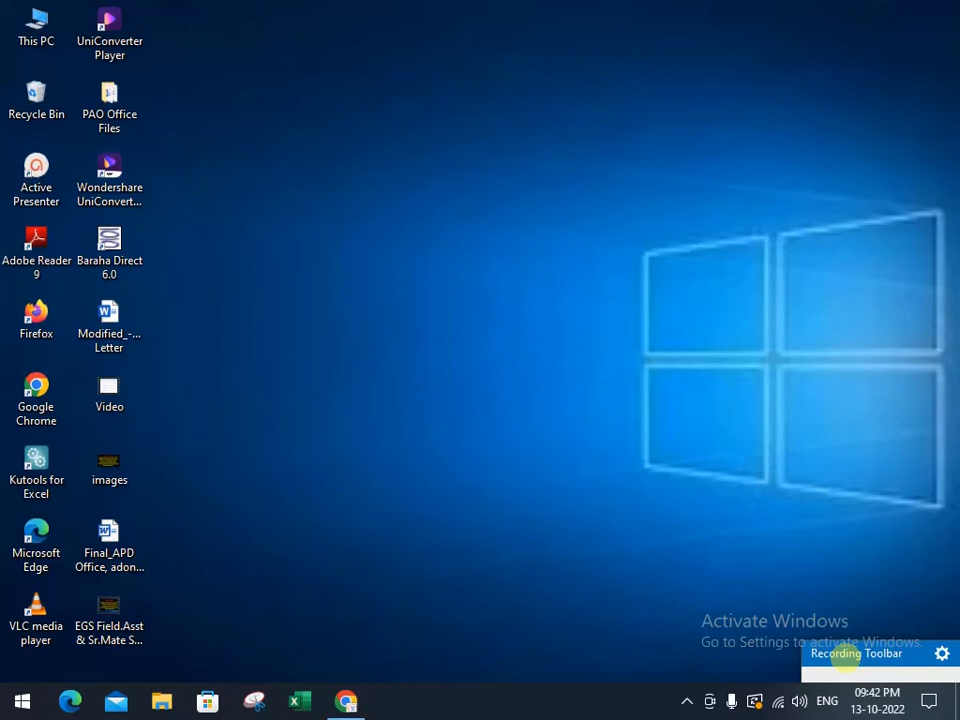 This PC
UniConverter
Player
Recycle Bin
PAO Office
Files
Active
Presenter
Wondershare
UniConvert...
Adobe Reader
9
Baraha Direct
6.0
Firefox
Modified_-...
Letter
Google
Chrome
Video
Kutools for
Excel
images
Microsoft
Edge
Final_APD
Office, adon...
VLC media
player
EGS Field.Asst
& Sr.Mate S...
Activate Windows
Go to Settings to activate Windows.
Recording Toolbar
ENG
09:42 PM
13-10-2022